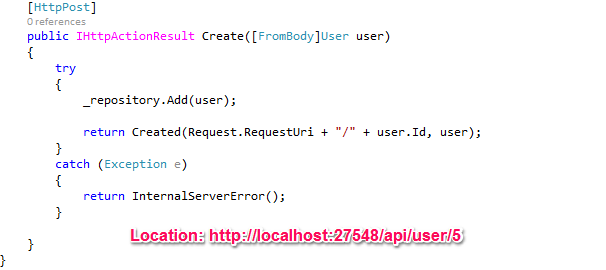 [HttpPost]
0 references
public IHttpActionResult Create([FromBody]User user)
{
try
{
_repository.Add(user);
return Created(Request.RequestUri + "/" + user.Id, user);
}
catch (Exception e)
{
return InternalServerError();
}
Location: http://localhost:27548/api/user/5
}
}